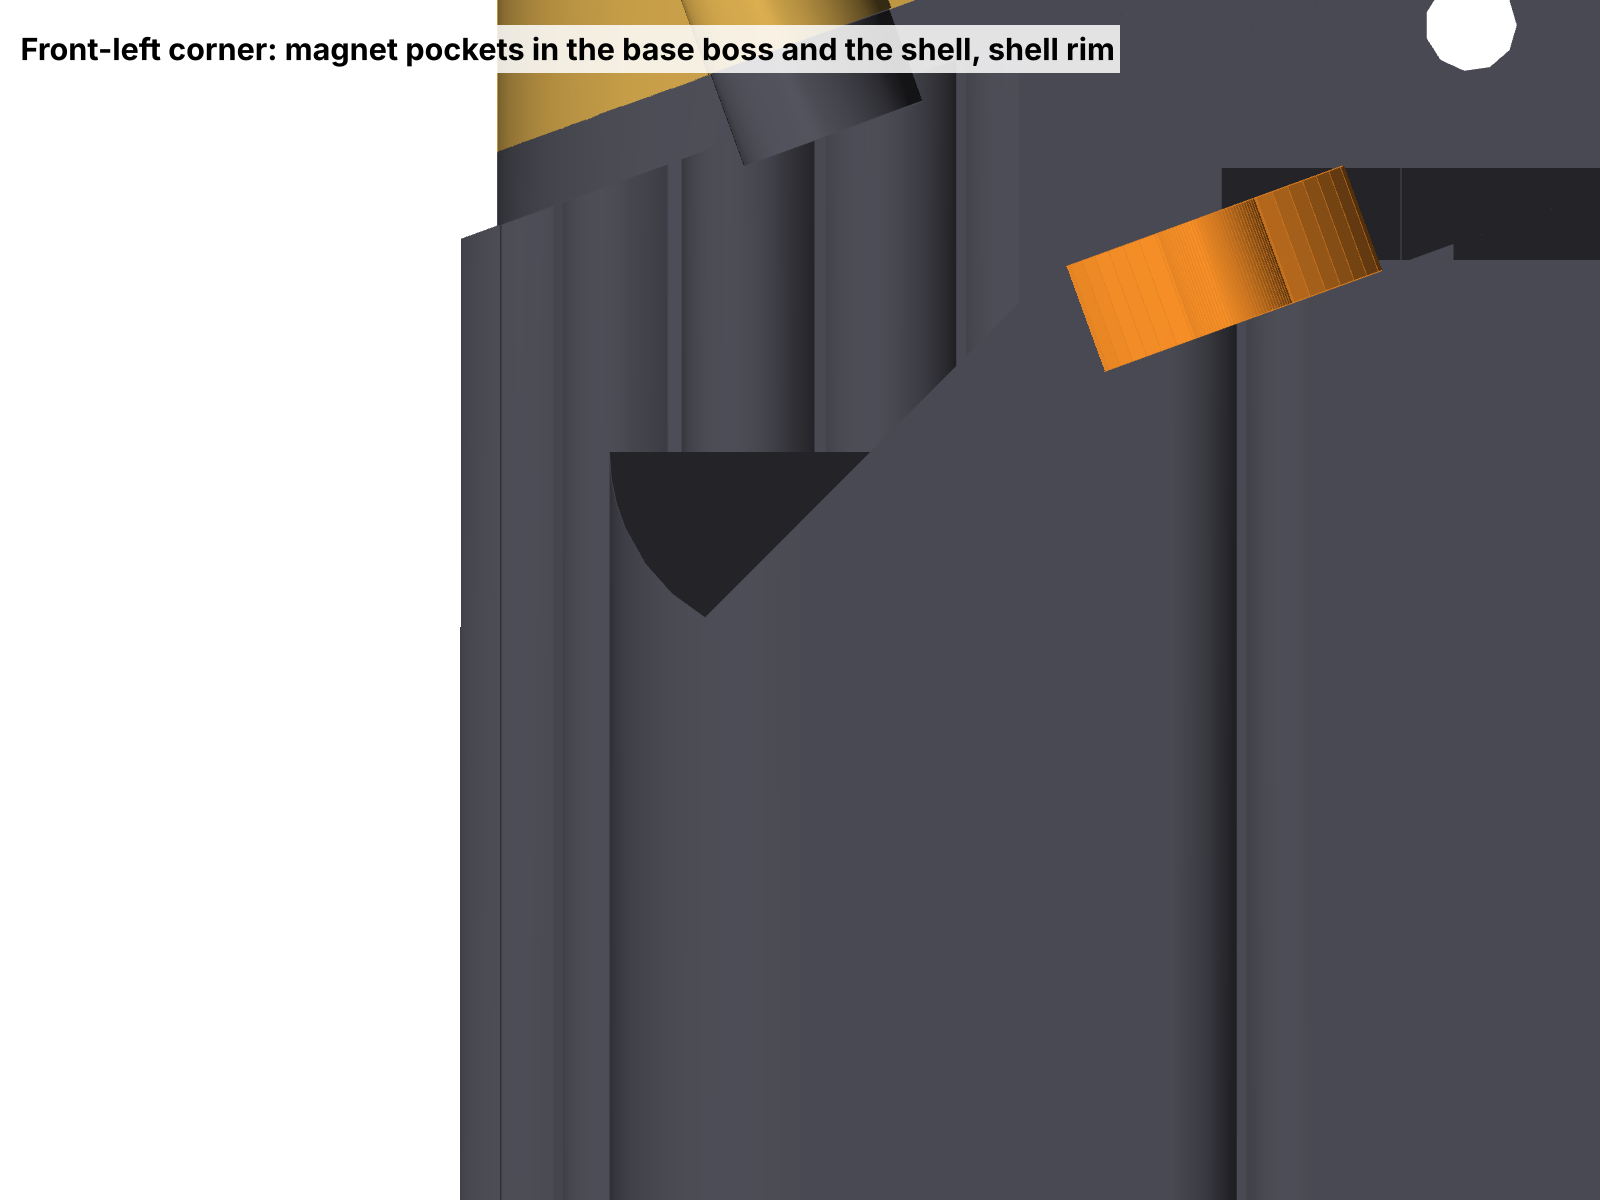 Front-left corner: magnet pockets in the base boss and the shell, shell rim